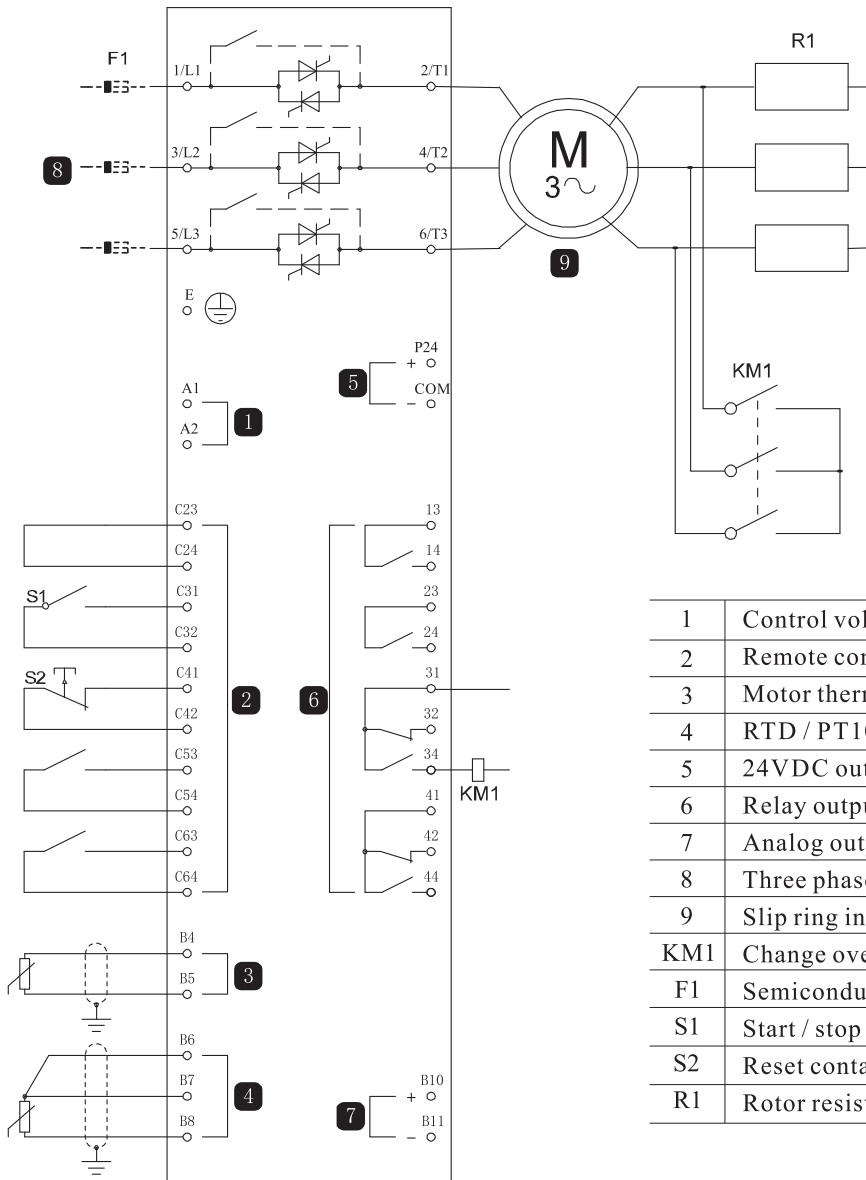 F1
1/L1
2/T1
R1
8
3/L2
4/T2
M
3
5/L3
6/T3
9
E
P24
+
5
COM
−
KM1
A1
1
A2
C23
C24
C31
S1
C32
C41
S2
C42
C53
C54
C63
C64
2
6
13
14
23
24
31
32
34
KM1
41
42
44
B4
3
B5
B6
B7
4
B8
B10
+
7
B11
−
1 Control vol
2 Remote con
3 Motor therm
4 RTD / PT10
5 24VDC out
6 Relay outpu
7 Analog out
8 Three phase
9 Slip ring in
KM1 Change ove
F1 Semicondu
S1 Start / stop
S2 Reset conta
R1 Rotor resist